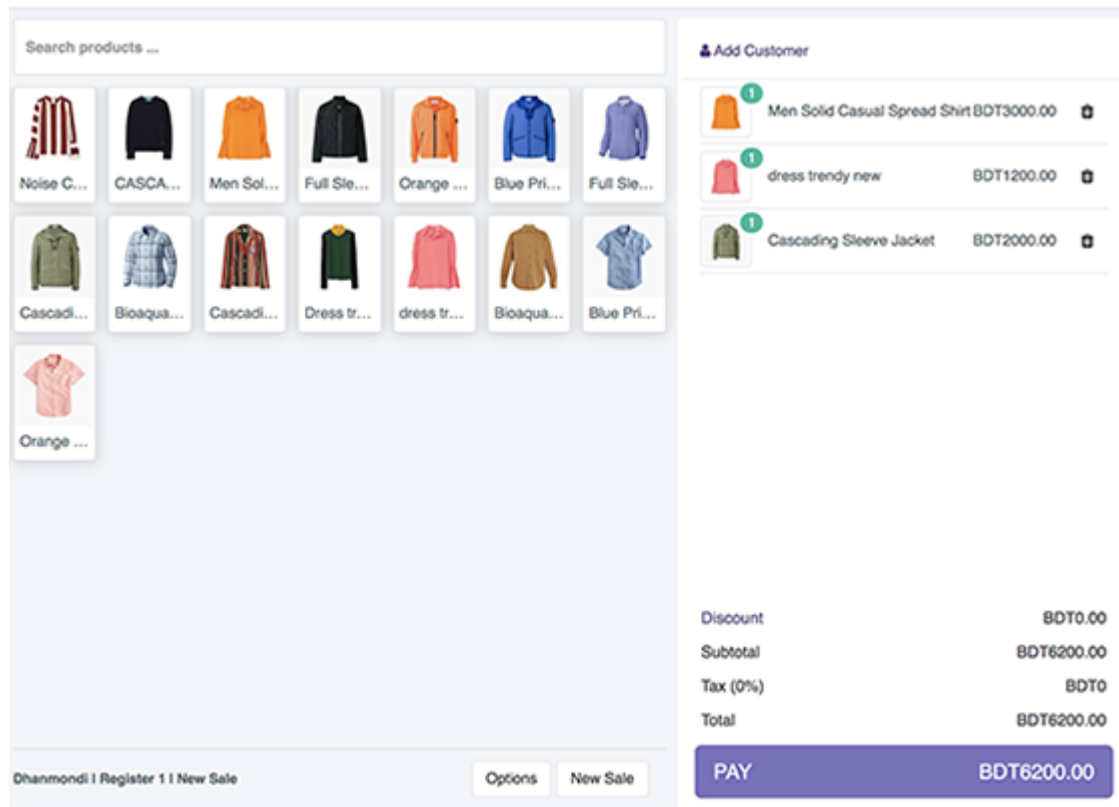 Search products ...
Noise C...
CASCA...
Men Sol...
Full Sle...
Orange ...
Blue Pri...
Full Sle...
Cascadi...
Bioaqua...
Cascadi...
Dress tr...
dress tr...
Bioaqua...
Blue Pri...
Orange ...
Dhanmondi I Register 1 I New Sale
Options
New Sale
Add Customer
1
Men Solid Casual Spread Shirt BDT3000.00
1
dress trendy new BDT1200.00
1
Cascading Sleeve Jacket BDT2000.00
Discount BDT0.00
Subtotal BDT6200.00
Tax (0%) BDT0
Total BDT6200.00
PAY BDT6200.00